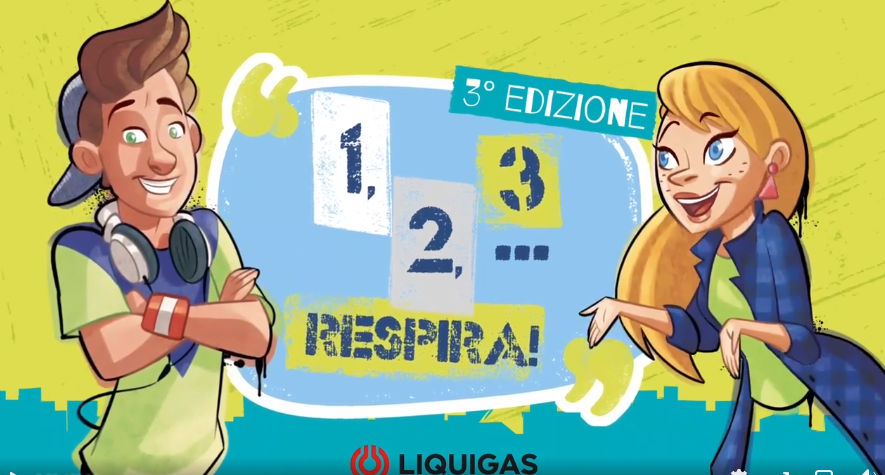 3° EDIZIONE
1,
2,
3
...
RESPIRA!
LIQUIGAS